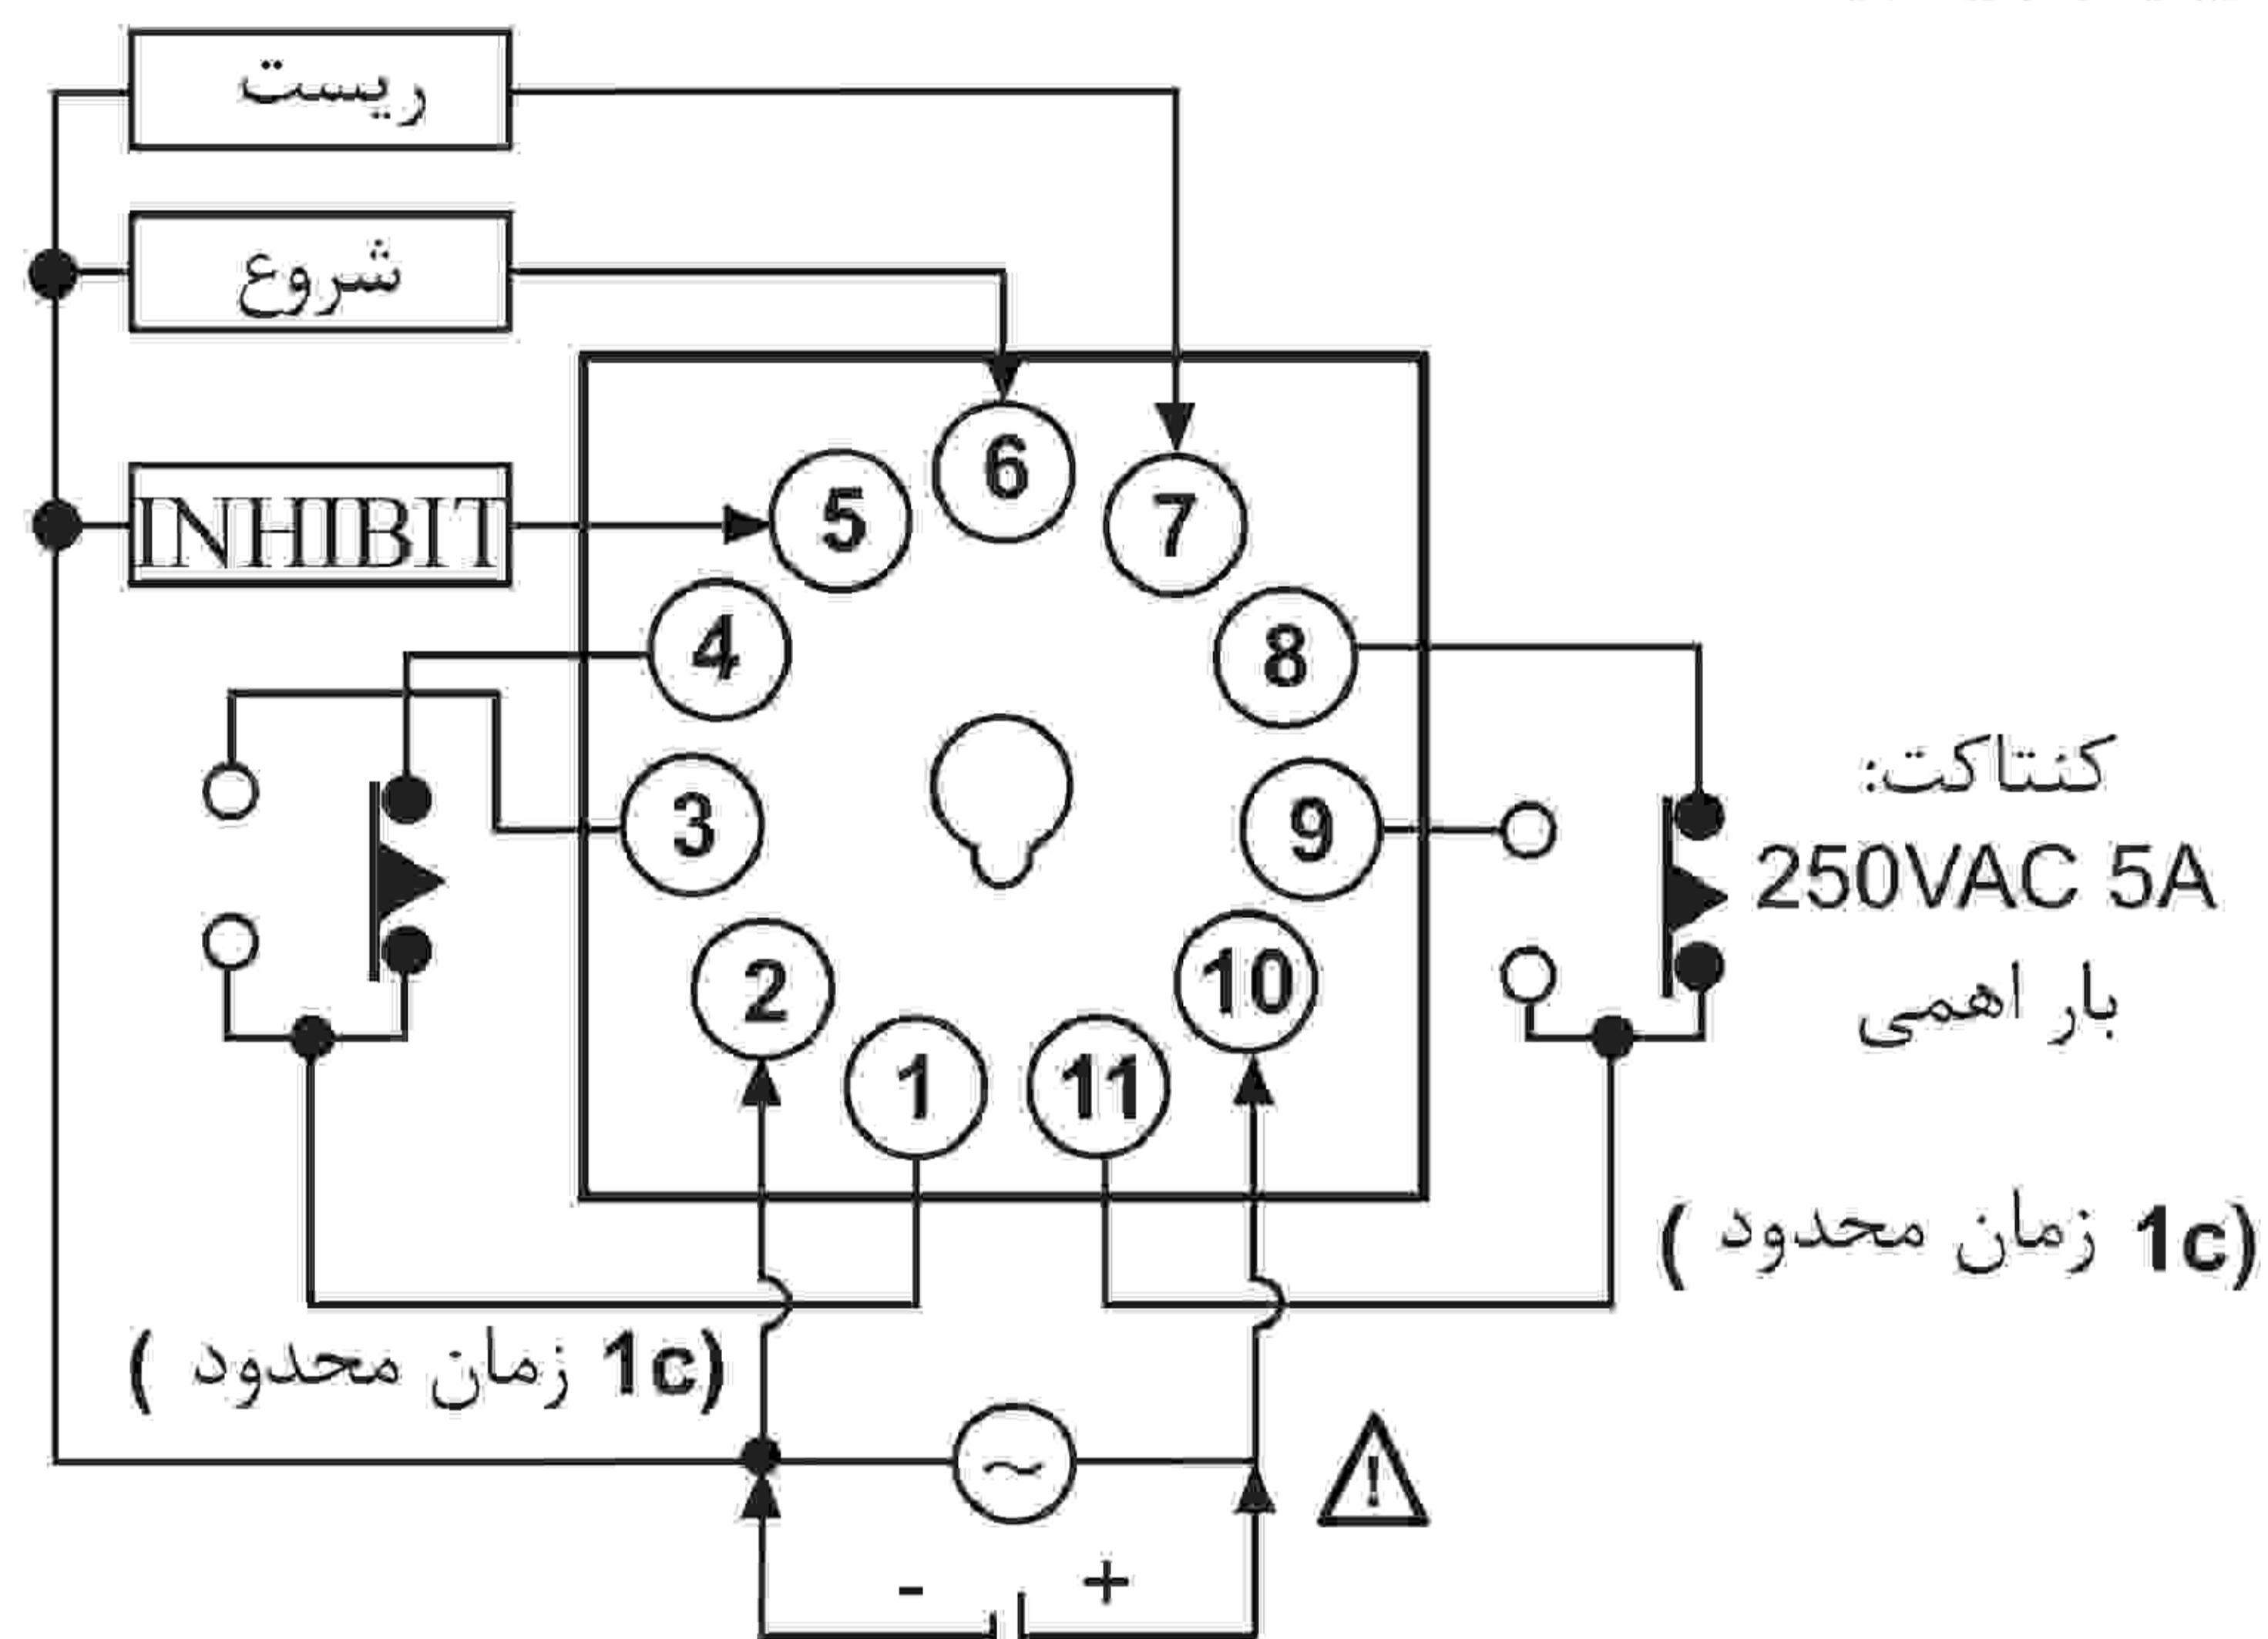 ریست
شروع
INHIBIT
6
5
7
4
8
3
9
2
10
1
11
کنتاکت:
250VAC 5A
بار اهمی
(1c زمان محدود )
(1c زمان محدود )
~
!
- +